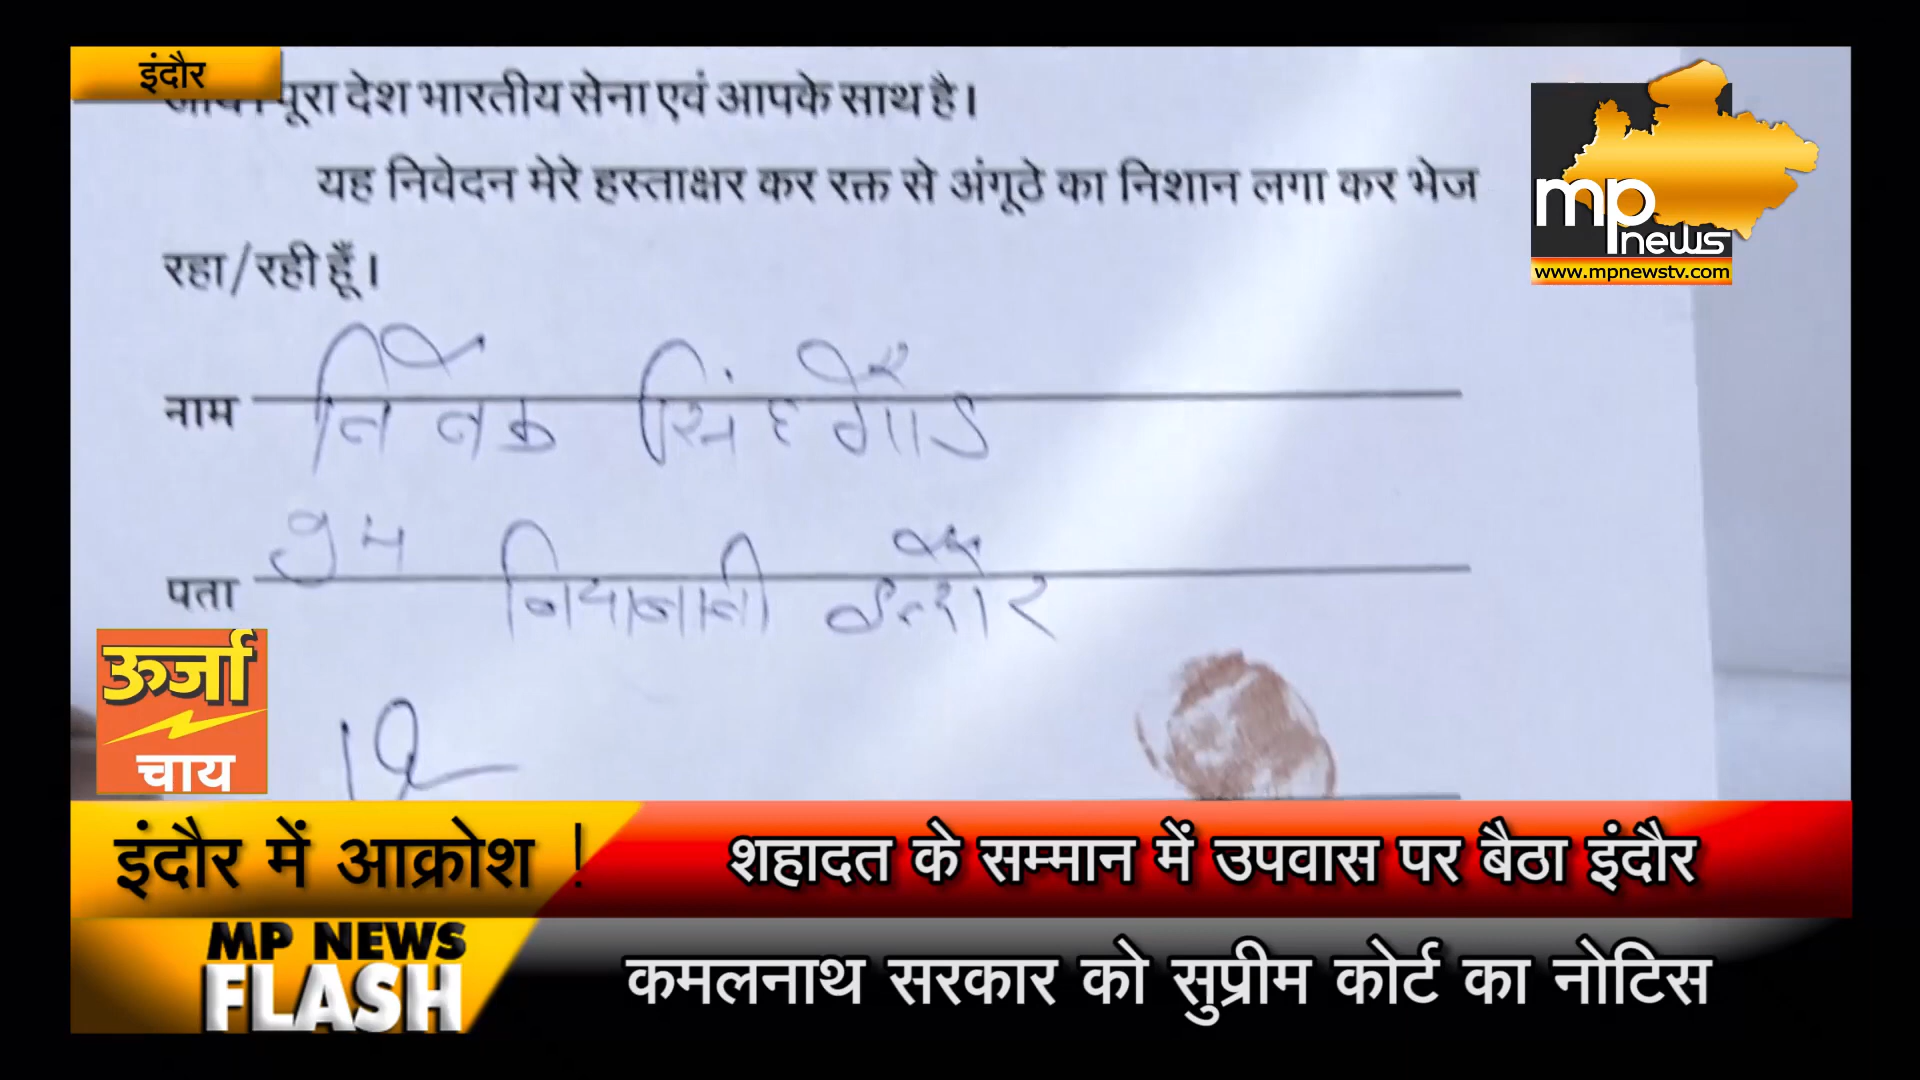 इंदौर
पूरा देश भारतीय सेना एवं आपके साथ है।
यह निवेदन मेरे हस्ताक्षर कर रक्त से अंगूठे का निशान लगा कर भेज
रहा/रही हूँ।
mp news
www.mpnewstv.com
नाम सिंह गौड
पता इन्दौर
ऊर्जा
चाय
इंदौर में आक्रोश !
शहादत के सम्मान में उपवास पर बैठा इंदौर
MP NEWS
FLASH
कमलनाथ सरकार को सुप्रीम कोर्ट का नोटिस